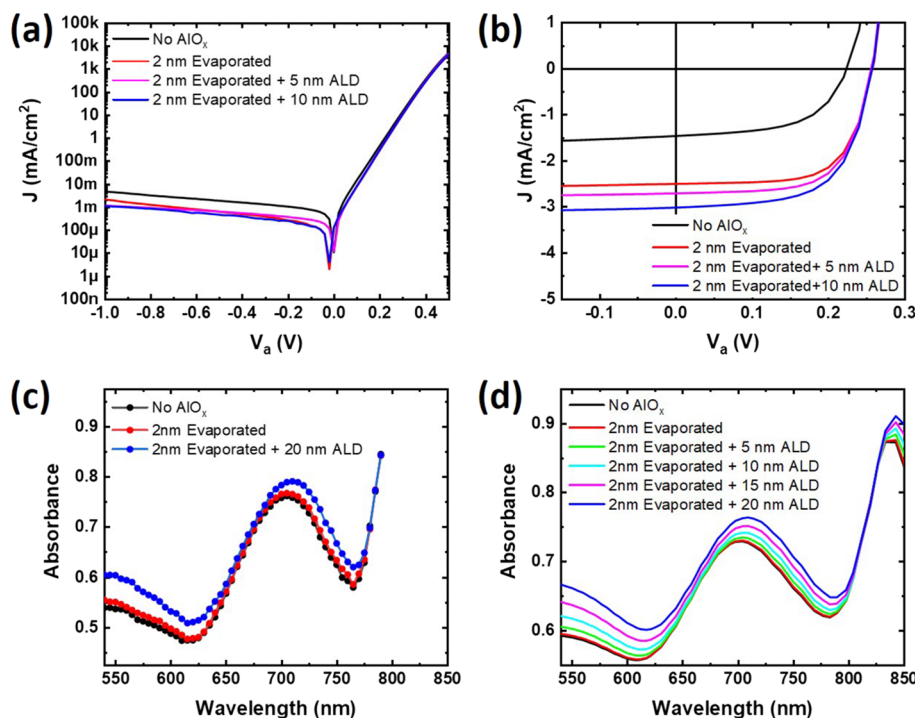 (a)
10k
1k
100
10
1
100m
10m
1m
100µ
10µ
1µ
100n
J (mA/cm²)
No AlOₓ
2 nm Evaporated
2 nm Evaporated + 5 nm ALD
2 nm Evaporated + 10 nm ALD
-1.0 -0.8 -0.6 -0.4 -0.2 0.0 0.2 0.4
Vₐ (V)
(b)
1
0
-1
-2
-3
-4
-5
J (mA/cm²)
No AlOₓ
2 nm Evaporated
2 nm Evaporated+ 5 nm ALD
2 nm Evaporated+10 nm ALD
-0.1 0.0 0.1 0.2 0.3
Vₐ (V)
(c)
0.9
0.8
0.7
0.6
0.5
Absorbance
No AlOₓ
2nm Evaporated
2nm Evaporated + 20 nm ALD
550 600 650 700 750 800 850
Wavelength (nm)
(d)
0.9
0.8
0.7
0.6
Absorbance
No AlOₓ
2nm Evaporated
2nm Evaporated + 5 nm ALD
2nm Evaporated + 10 nm ALD
2nm Evaporated + 15 nm ALD
2nm Evaporated + 20 nm ALD
550 600 650 700 750 800 850
Wavelength (nm)